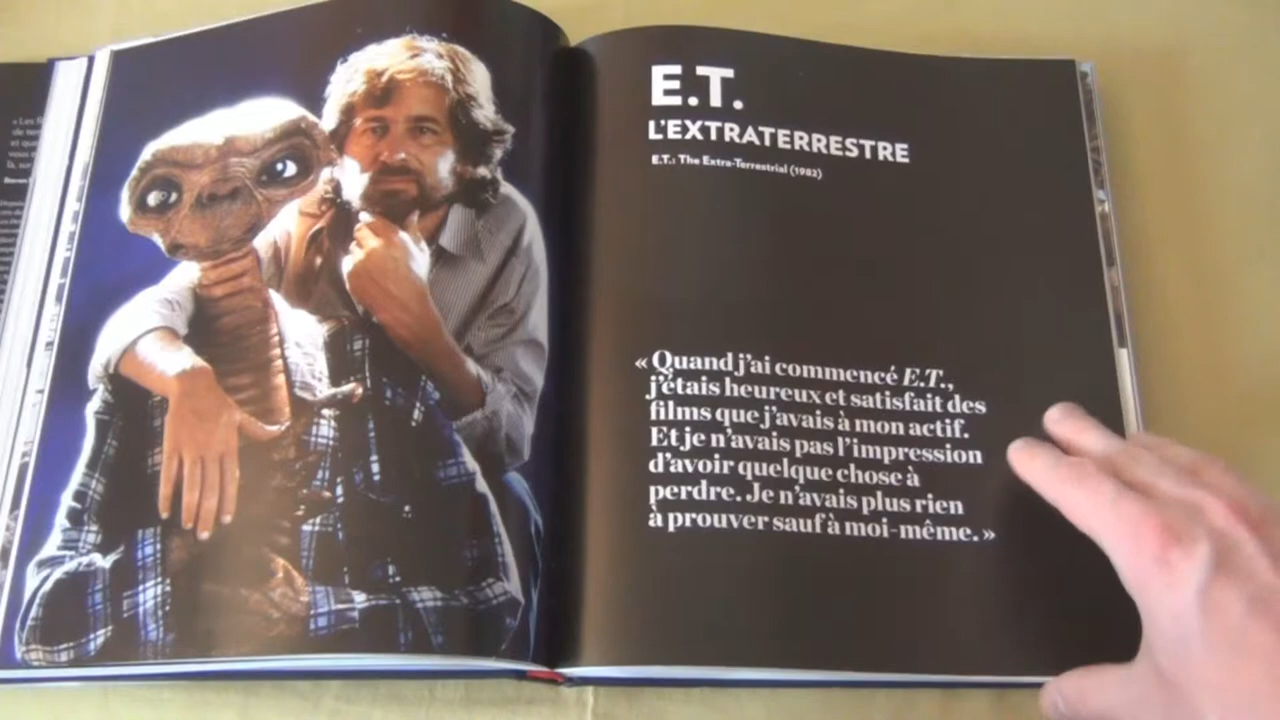 « Les
E.T.
L'EXTRATERRESTRE
E.T.: The Extra-Terrestrial (1982)
« Quand j'ai commencé E.T.,
j'étais heureux et satisfait des
films que j'avais à mon actif.
Et je n'avais pas l'impression
d'avoir quelque chose à
perdre. Je n'avais plus rien
à prouver sauf à moi-même. »